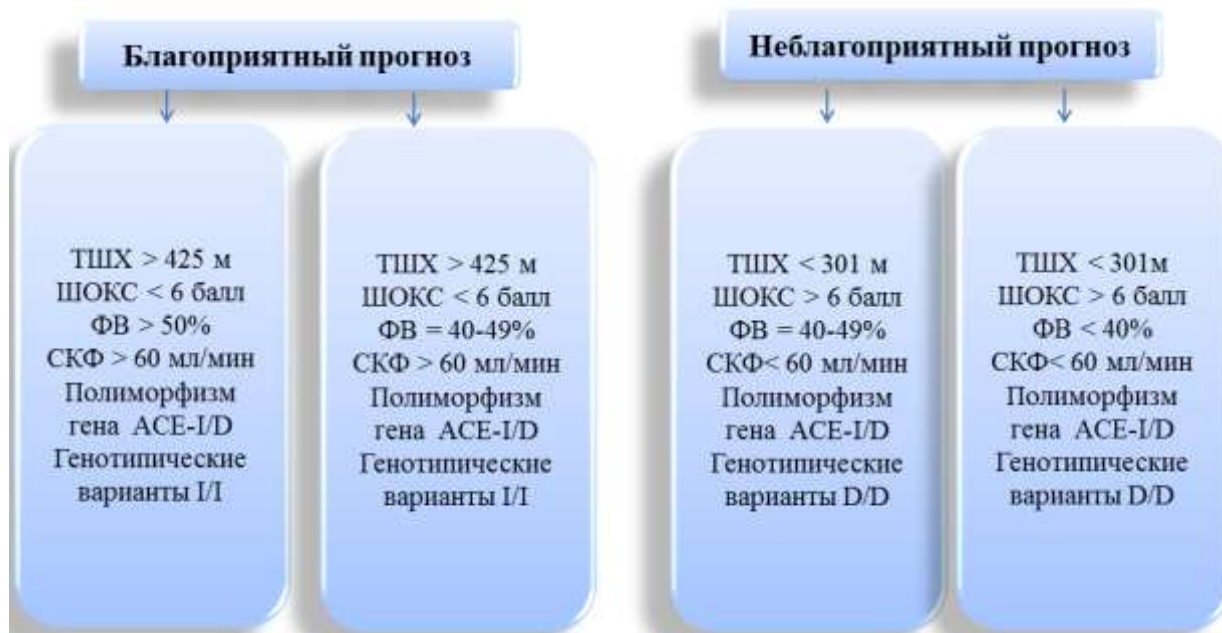 Благоприятный прогноз
ТШХ > 425 м
ШОКС < 6 балл
ФВ > 50%
СКФ > 60 мл/мин
Полиморфизм
гена ACE-I/D
Генотипические
варианты I/I
ТШХ > 425 м
ШОКС < 6 балл
ФВ = 40-49%
СКФ > 60 мл/мин
Полиморфизм
гена ACE-I/D
Генотипические
варианты I/I
Неблагоприятный прогноз
ТШХ < 301 м
ШОКС > 6 балл
ФВ = 40-49%
СКФ< 60 мл/мин
Полиморфизм
гена ACE-I/D
Генотипические
варианты D/D
ТШХ < 301м
ШОКС > 6 балл
ФВ < 40%
СКФ< 60 мл/мин
Полиморфизм
гена ACE-I/D
Генотипические
варианты D/D